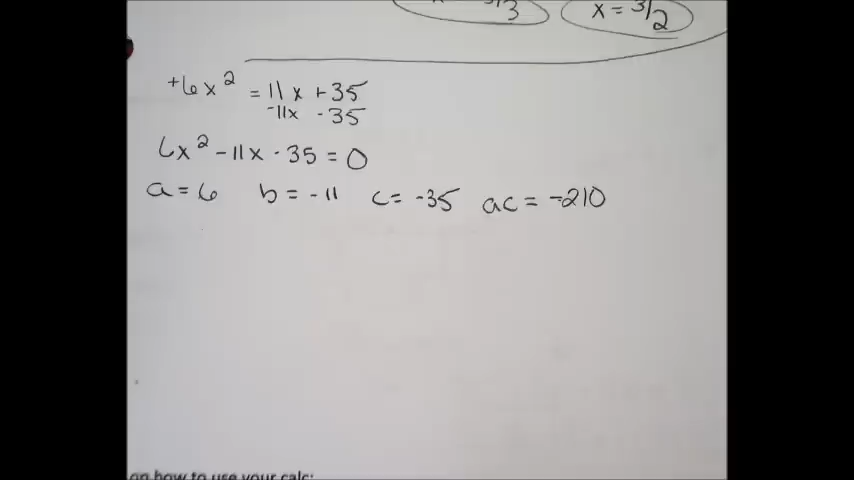 x = 3/2
+6x² = 11x +35
-11x -35
6x² - 11x - 35 = 0
a = 6 b = -11 c = -35 ac = -210
on how to use your calc: